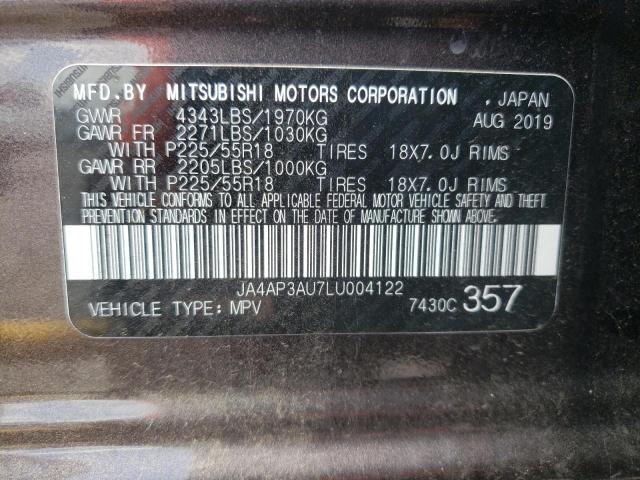 MFD. BY MITSUBISHI MOTORS CORPORATION . JAPAN
GVWR 4343LBS/1970KG AUG 2019
GAWR FR 2271LBS/1030KG
WITH P225/55R18 TIRES 18X7.0J RIMS
GAWR RR 2205LBS/1000KG
WITH P225/55R18 TIRES 18X7.0J RIMS
THIS VEHICLE CONFORMS TO ALL APPLICABLE FEDERAL MOTOR VEHICLE SAFETY AND THEFT
PREVENTION STANDARDS IN EFFECT ON THE DATE OF MANUFACTURE SHOWN ABOVE.
JA4AP3AU7LU004122
VEHICLE TYPE: MPV 7430C 357